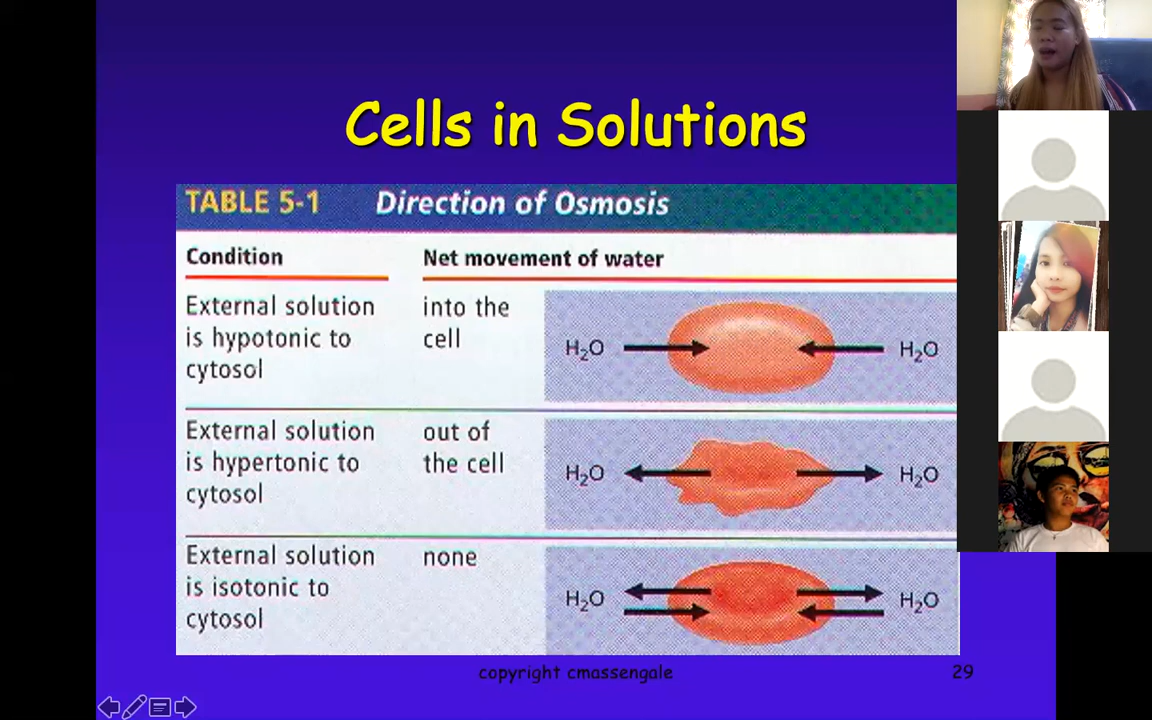 Cells in Solutions
TABLE 5-1 Direction of Osmosis
Condition Net movement of water
External solution
is hypotonic to
cytosol
into the
cell
H₂O H₂O
External solution
is hypertonic to
cytosol
out of
the cell
H₂O H₂O
External solution
is isotonic to
cytosol
none
H₂O H₂O
copyright cmassengale 29